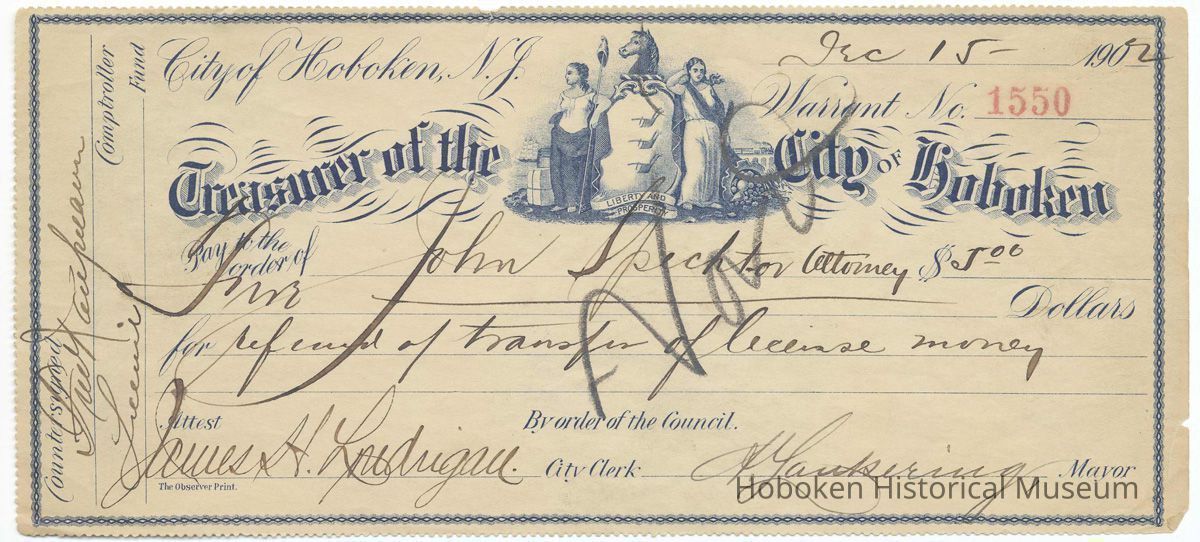 City of Hoboken, N.J.
Dec 15 1902
Warrant No. 1550
Treasurer of the City OF Hoboken
LIBERTY AND
PROSPERITY
Pay to the
order of John Specktor Attorney $ 5 00
Five Dollars
for refund of transfer of license money
Attest By order of the Council.
James H. Londrigan. City Clerk Lankering Mayor
The Observer Print.
Comptroller
Fund
License
Countersigned
Hoboken Historical Museum